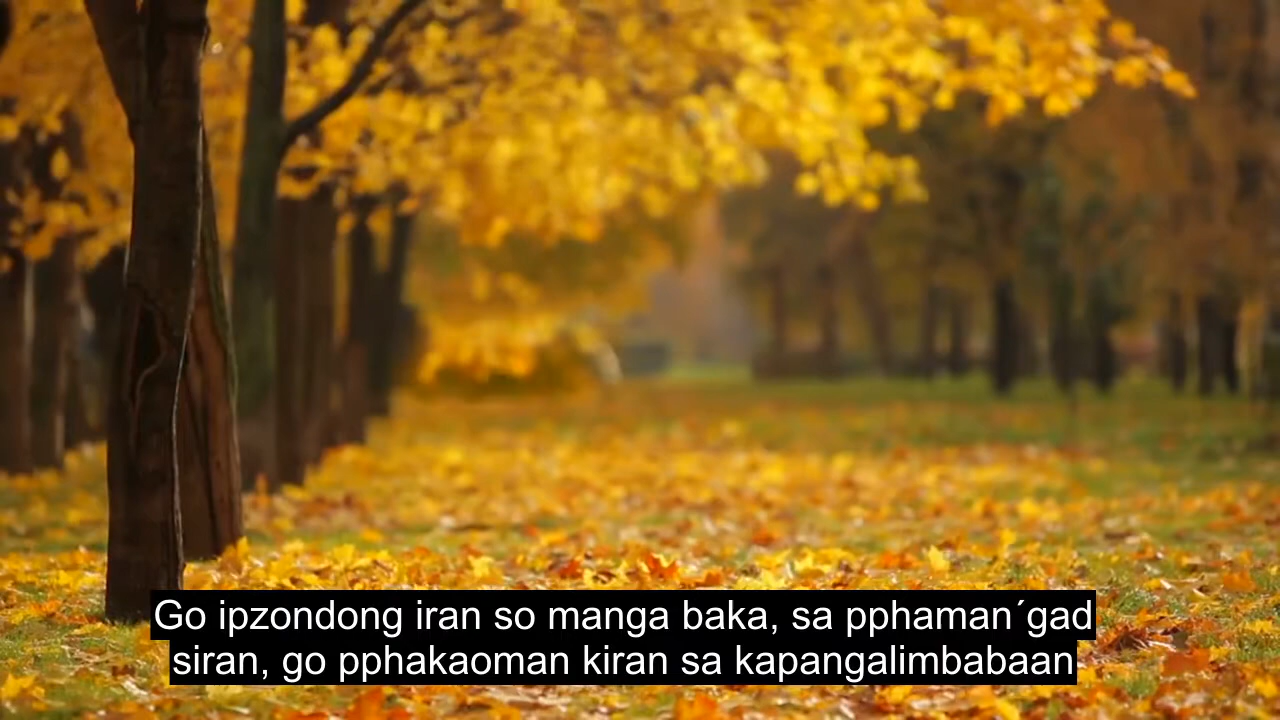 Go ipzondong iran so manga baka, sa pphaman´gad
siran, go pphakaoman kiran sa kapangalimbabaan